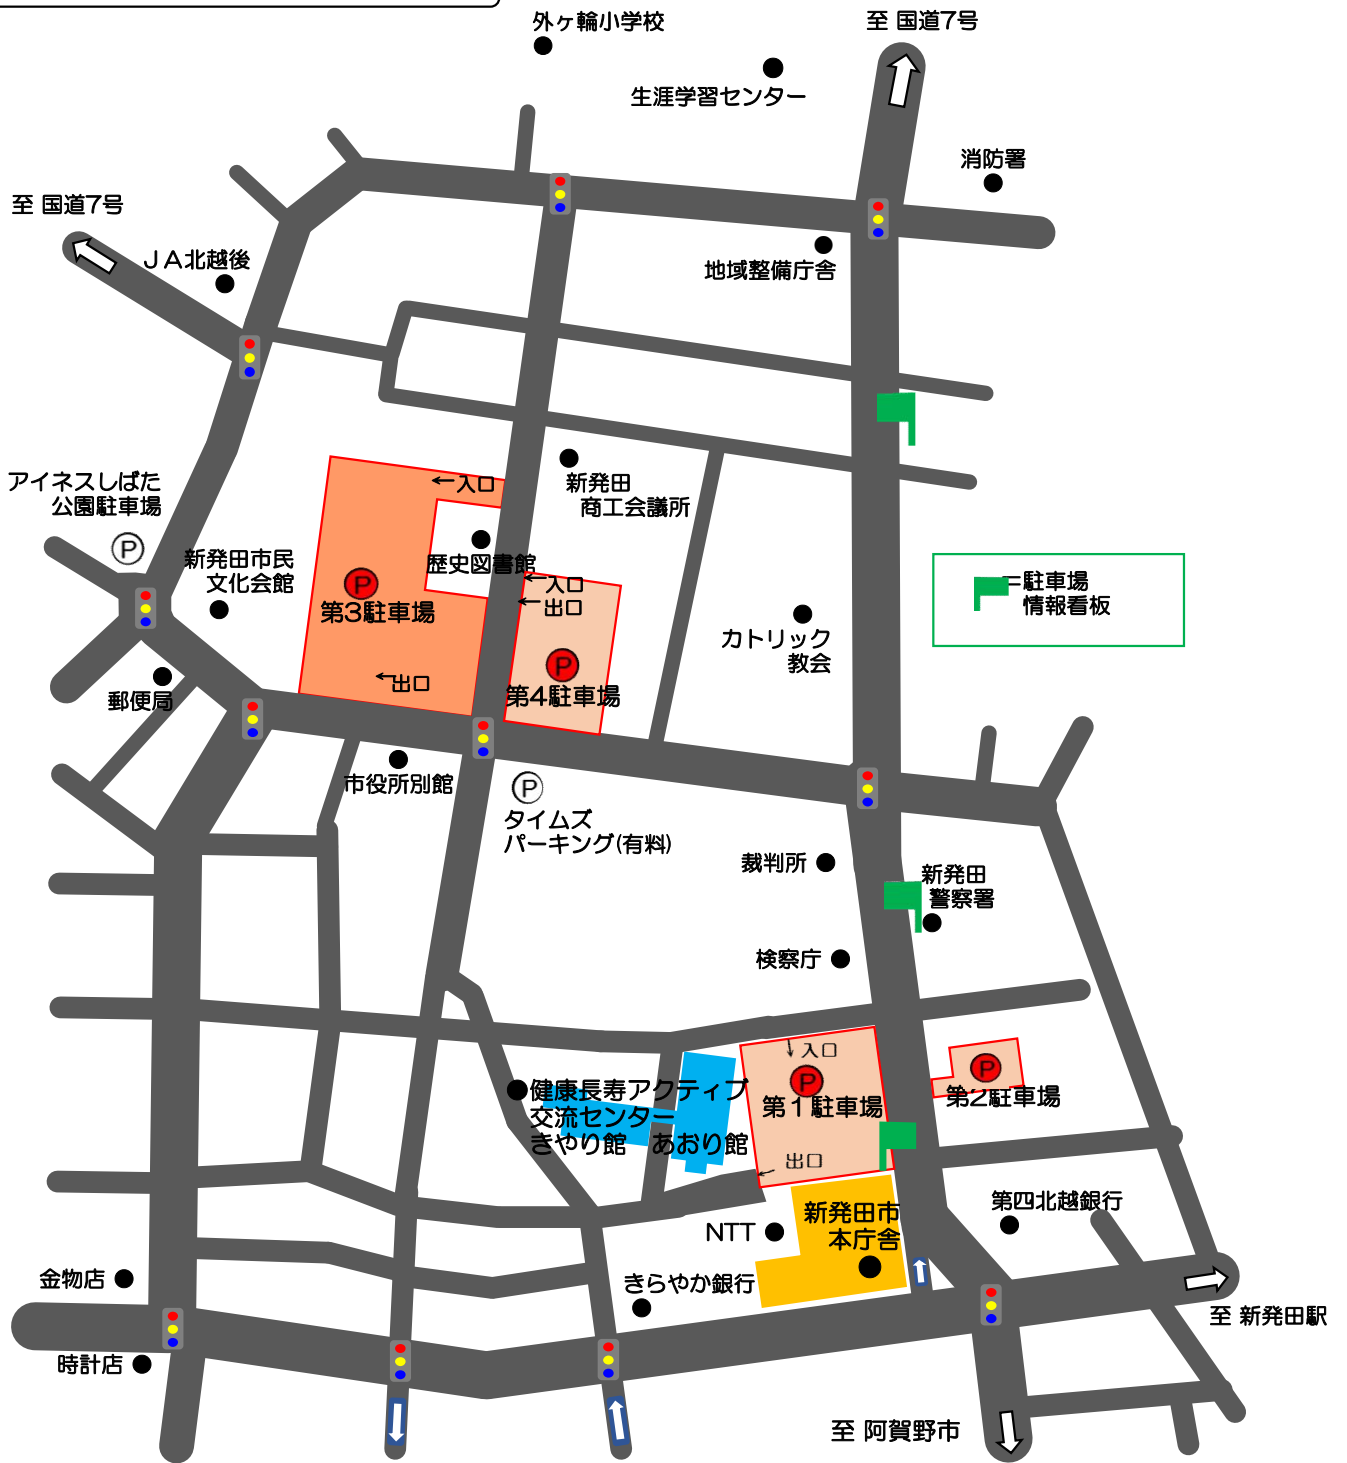 外ヶ輪小学校
至 国道7号
生涯学習センター
消防署
至 国道7号
ＪＡ北越後
地域整備庁舎
アイネスしばた
公園駐車場
P
新発田市民
文化会館
←入口
新発田
商工会議所
歴史図書館
P
第3駐車場
←入口
←出口
P
第4駐車場
←出口
カトリック
教会
=駐車場
情報看板
郵便局
市役所別館
P
タイムズ
パーキング(有料)
裁判所
新発田
警察署
検察庁
↓入口
P
第1駐車場
P
第2駐車場
健康長寿アクティブ
交流センター
きやり館　あおり館
←出口
新発田市
本庁舎
第四北越銀行
NTT
きらやか銀行
金物店
至 新発田駅
時計店
至 阿賀野市